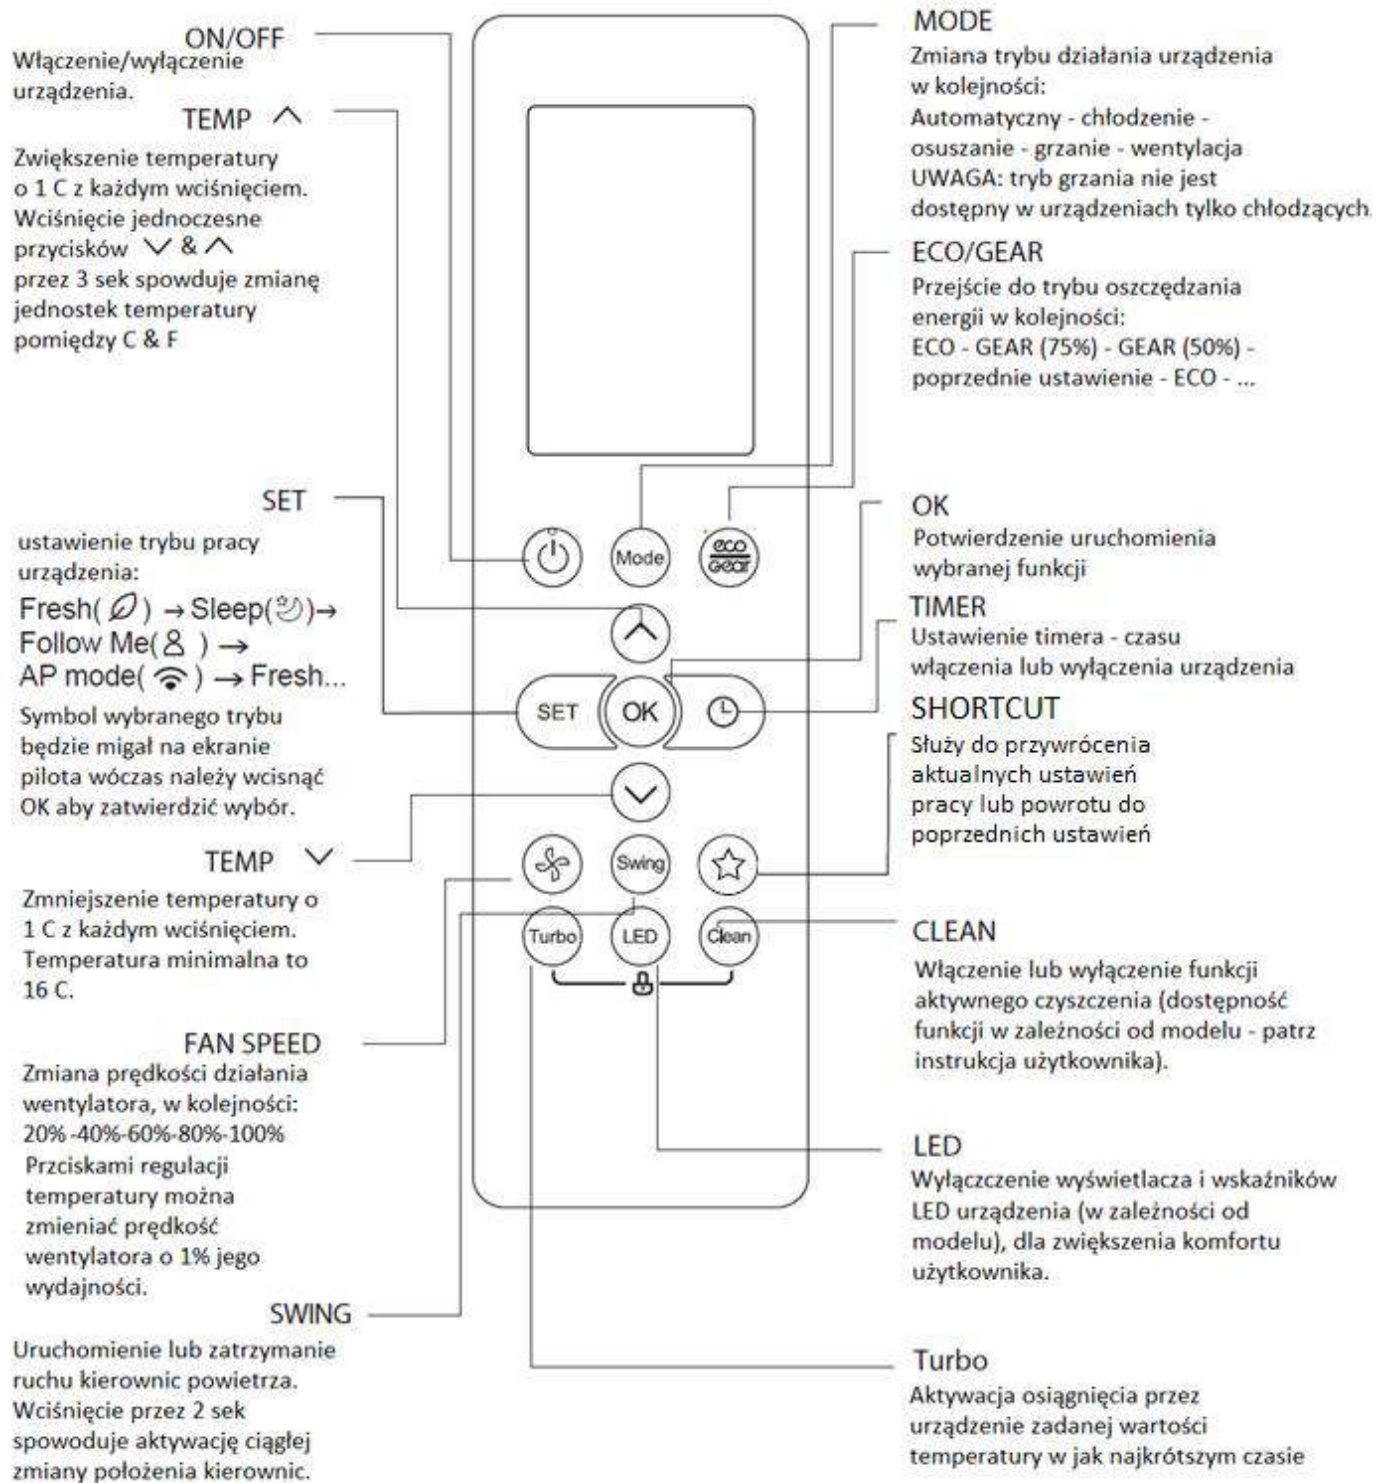 ON/OFF
Włączenie/wyłączenie
urządzenia.
TEMP
Zwiększenie temperatury
o 1 C z każdym wciśnięciem.
Wciśnięcie jednoczesne
przycisków & 
przez 3 sek spowduje zmianę
jednostek temperatury
pomiędzy C & F
SET
ustawienie trybu pracy
urządzenia:
Fresh( ) → Sleep( )→
Follow Me( ) →
AP mode( ) → Fresh...
Symbol wybranego trybu
będzie migał na ekranie
pilota wóczas należy wcisnąć
OK aby zatwierdzić wybór.
TEMP
Zmniejszenie temperatury o
1 C z każdym wciśnięciem.
Temperatura minimalna to
16 C.
FAN SPEED
Zmiana prędkości działania
wentylatora, w kolejności:
20% -40%-60%-80%-100%
Przciskami regulacji
temperatury można
zmieniać prędkość
wentylatora o 1% jego
wydajności.
SWING
Uruchomienie lub zatrzymanie
ruchu kierownic powietrza.
Wciśnięcie przez 2 sek
spowoduje aktywację ciągłej
zmiany położenia kierownic.
Mode
eco
Gear
SET
OK
Swing
Turbo
LED
Clean
MODE
Zmiana trybu działania urządzenia
w kolejności:
Automatyczny - chłodzenie -
osuszanie - grzanie - wentylacja
UWAGA: tryb grzania nie jest
dostępny w urządzeniach tylko chłodzących.
ECO/GEAR
Przejście do trybu oszczędzania
energii w kolejności:
ECO - GEAR (75%) - GEAR (50%) -
poprzednie ustawienie - ECO - ...
OK
Potwierdzenie uruchomienia
wybranej funkcji
TIMER
Ustawienie timera - czasu
włączenia lub wyłączenia urządzenia
SHORTCUT
Służy do przywrócenia
aktualnych ustawień
pracy lub powrotu do
poprzednich ustawień
CLEAN
Włączenie lub wyłączenie funkcji
aktywnego czyszczenia (dostępność
funkcji w zależności od modelu - patrz
instrukcja użytkownika).
LED
Wyłączczenie wyświetlacza i wskaźników
LED urządzenia (w zależności od
modelu), dla zwiększenia komfortu
użytkownika.
Turbo
Aktywacja osiągnięcia przez
urządzenie zadanej wartości
temperatury w jak najkrótszym czasie